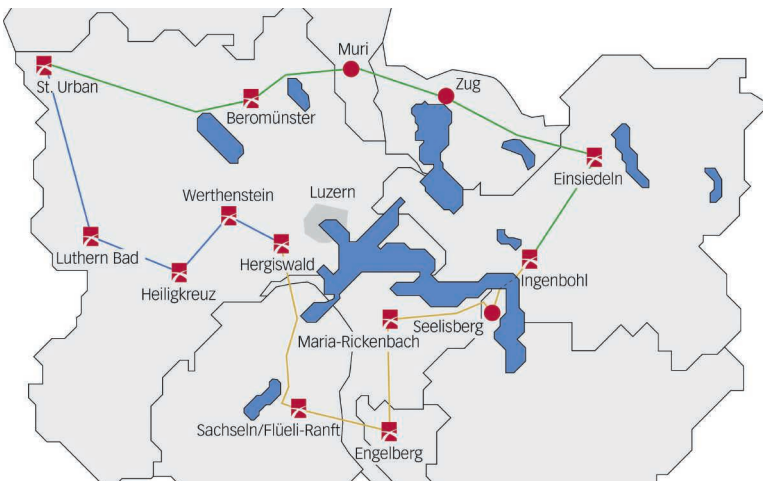 Muri
Zug
St. Urban
Beromünster
Einsiedeln
Werthenstein
Luzern
Luthern Bad
Hergiswald
Heiligkreuz
Ingenbohl
Seelisberg
Maria-Rickenbach
Sachseln/Flüeli-Ranft
Engelberg